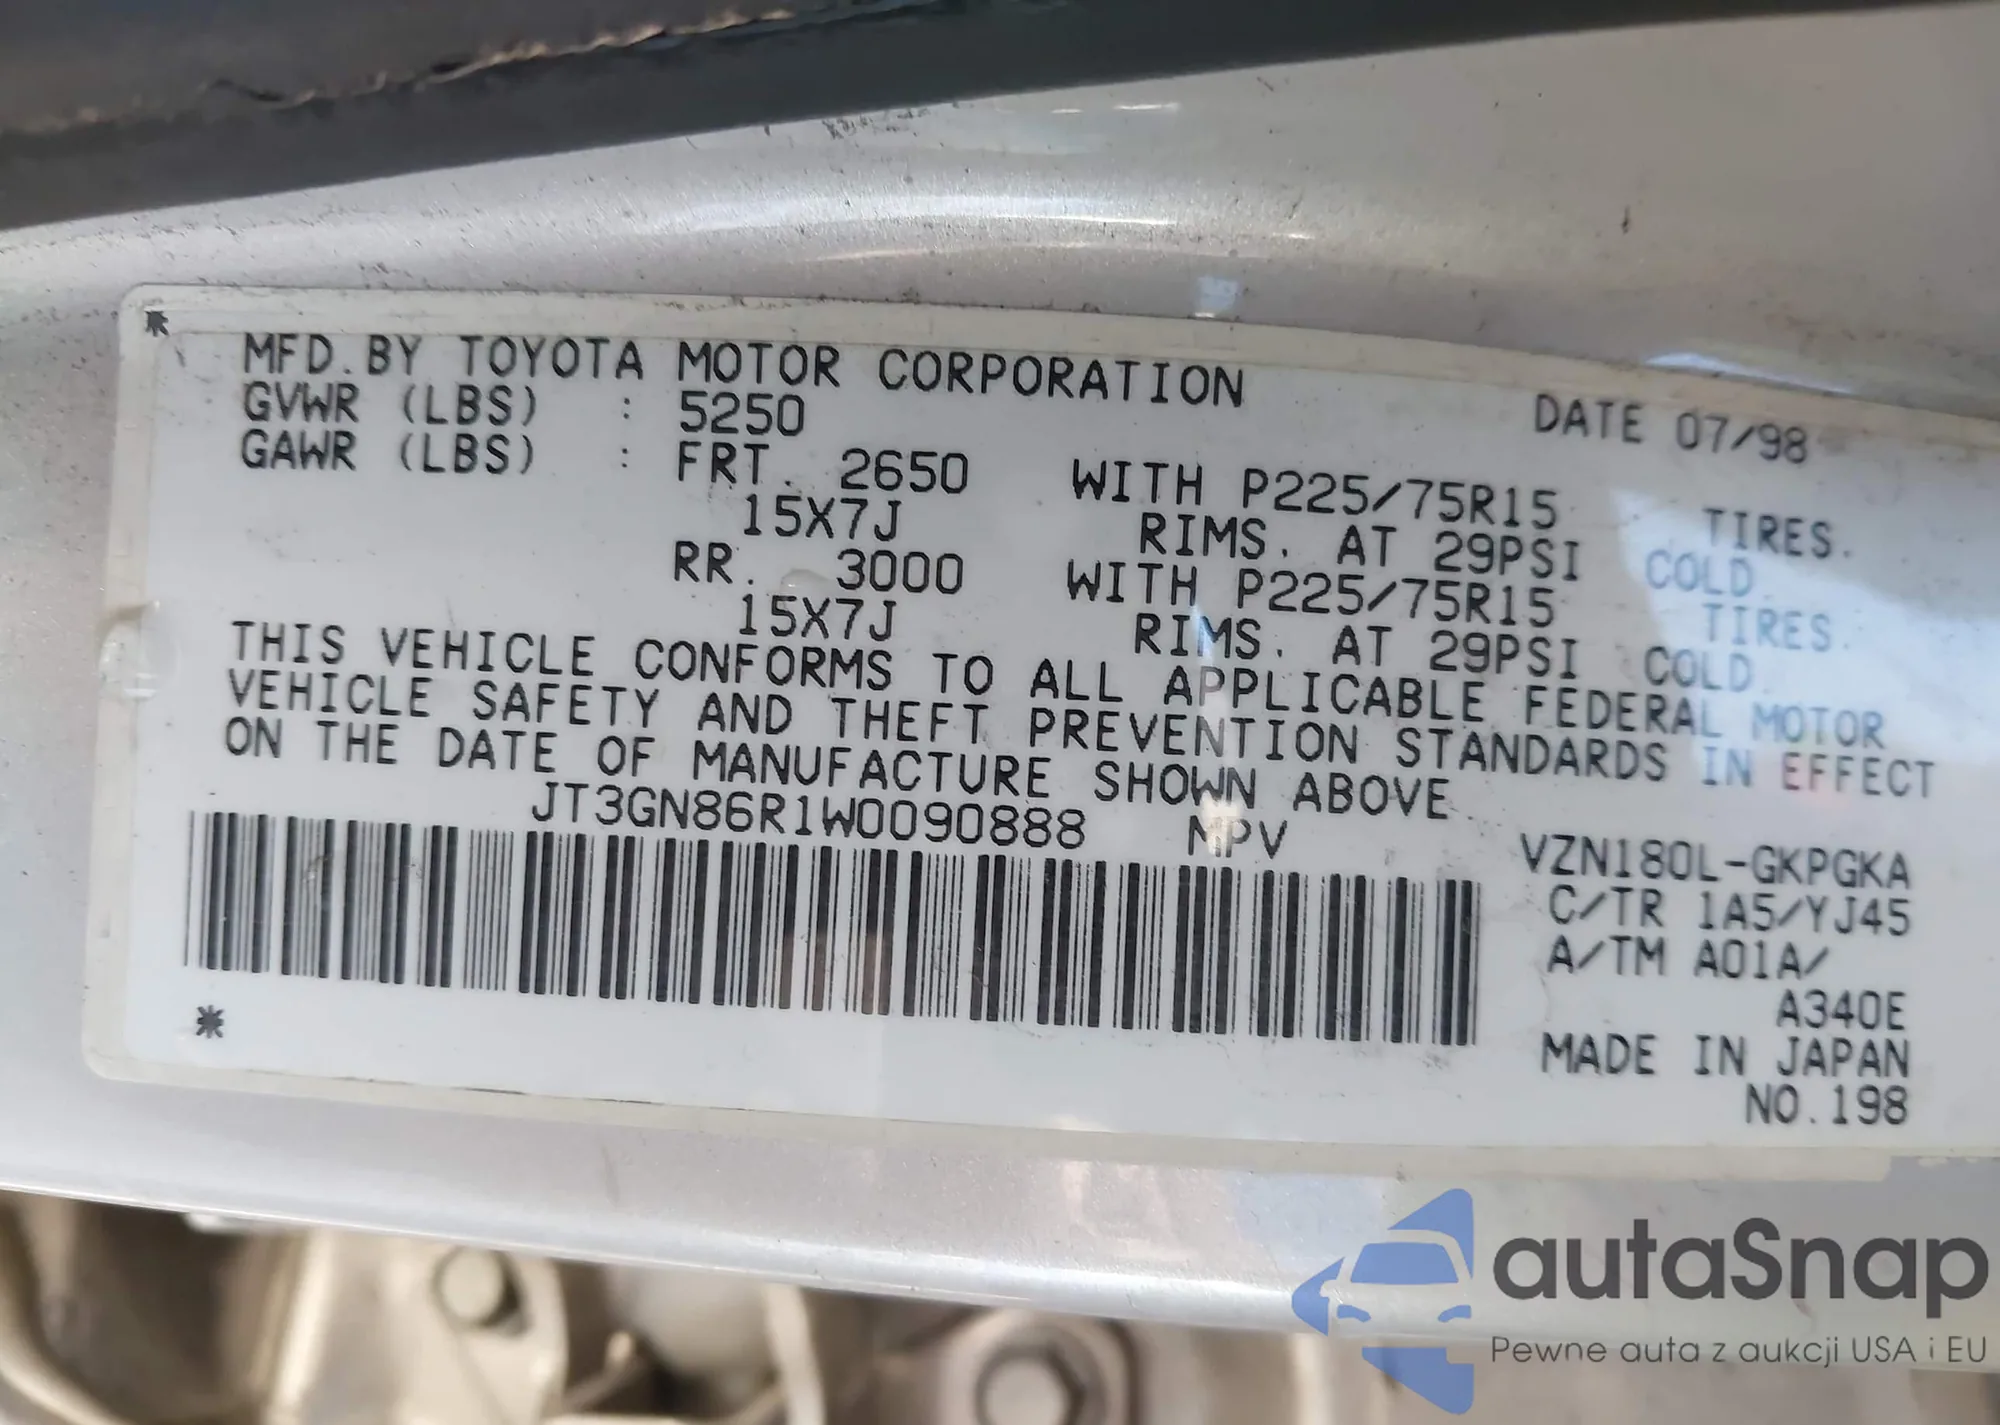 MFD. BY TOYOTA MOTOR CORPORATION DATE 07/98
GVWR (LBS) : 5250
GAWR (LBS) : FRT. 2650 WITH P225/75R15 TIRES.
15X7J RIMS. AT 29PSI COLD.
RR. 3000 WITH P225/75R15 TIRES.
15X7J RIMS. AT 29PSI COLD.
THIS VEHICLE CONFORMS TO ALL APPLICABLE FEDERAL MOTOR
VEHICLE SAFETY AND THEFT PREVENTION STANDARDS IN EFFECT
ON THE DATE OF MANUFACTURE SHOWN ABOVE.
JT3GN86R1W0090888 MPV
VZN180L-GKPGKA
C/TR 1A5/YJ45
A/TM A01A/
A340E
MADE IN JAPAN
NO.198
autaSnap
Pewne auta z aukcji USA i EU